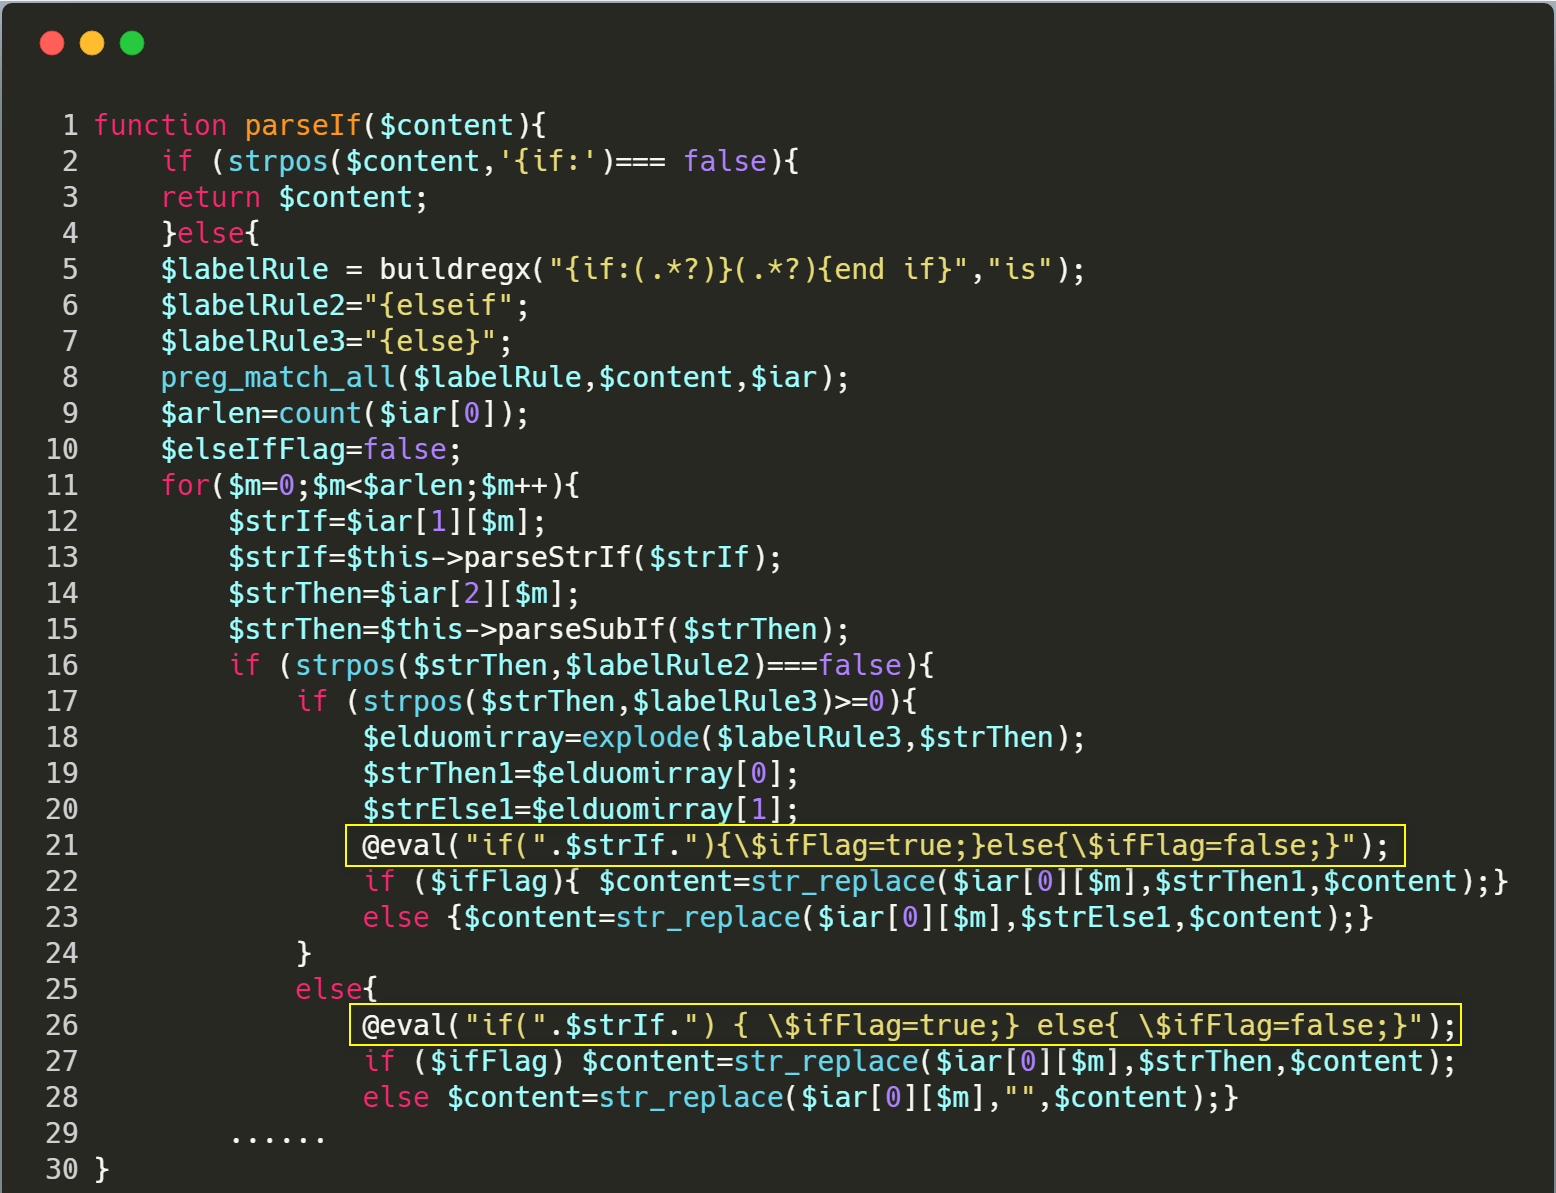 1 function parseIf($content){
2     if (strpos($content,'{if:')=== false){
3     return $content;
4     }else{
5     $labelRule = buildregx("{if:(.*?)}(.*?){end if}","is");
6     $labelRule2="{elseif";
7     $labelRule3="{else}";
8     preg_match_all($labelRule,$content,$iar);
9     $arlen=count($iar[0]);
10     $elseIfFlag=false;
11     for($m=0;$m<$arlen;$m++){
12         $strIf=$iar[1][$m];
13         $strIf=$this->parseStrIf($strIf);
14         $strThen=$iar[2][$m];
15         $strThen=$this->parseSubIf($strThen);
16         if (strpos($strThen,$labelRule2)===false){
17             if (strpos($strThen,$labelRule3)>=0){
18                 $elduomirray=explode($labelRule3,$strThen);
19                 $strThen1=$elduomirray[0];
20                 $strElse1=$elduomirray[1];
21                 @eval("if(".$strIf."){\$ifFlag=true;}else{\$ifFlag=false;}");
22                 if ($ifFlag){ $content=str_replace($iar[0][$m],$strThen1,$content);}
23                 else {$content=str_replace($iar[0][$m],$strElse1,$content);}
24             }
25             else{
26                 @eval("if(".$strIf.") { \$ifFlag=true;} else{ \$ifFlag=false;}");
27                 if ($ifFlag) $content=str_replace($iar[0][$m],$strThen,$content);
28                 else $content=str_replace($iar[0][$m],"",$content);}
29         ......
30 }